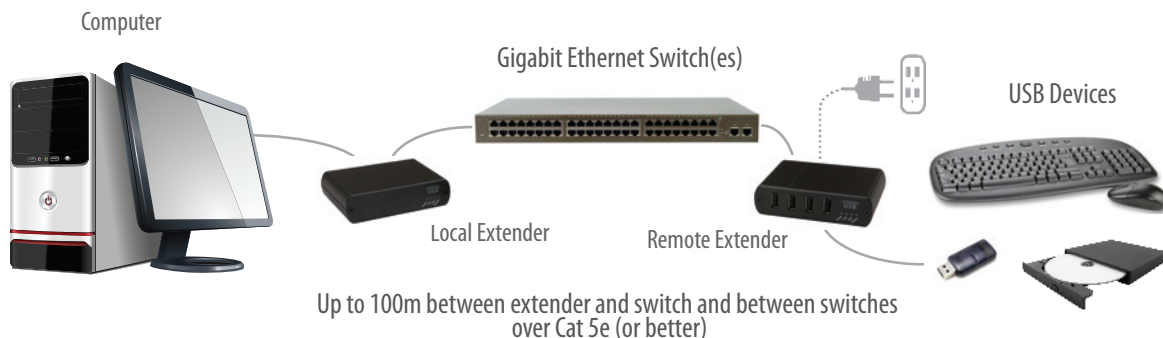 Computer
Gigabit Ethernet Switch(es)
USB Devices
Local Extender
Remote Extender
Up to 100m between extender and switch and between switches
over Cat 5e (or better)